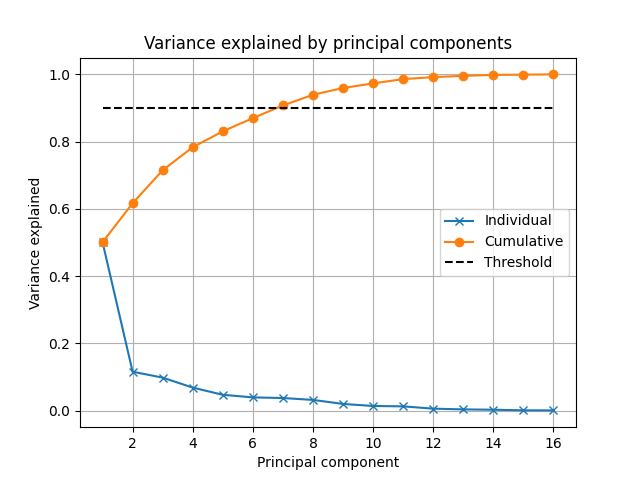 Variance explained by principal components
Variance explained
1.0
0.8
0.6
0.4
0.2
0.0
Individual
Cumulative
Threshold
2 4 6 8 10 12 14 16
Principal component